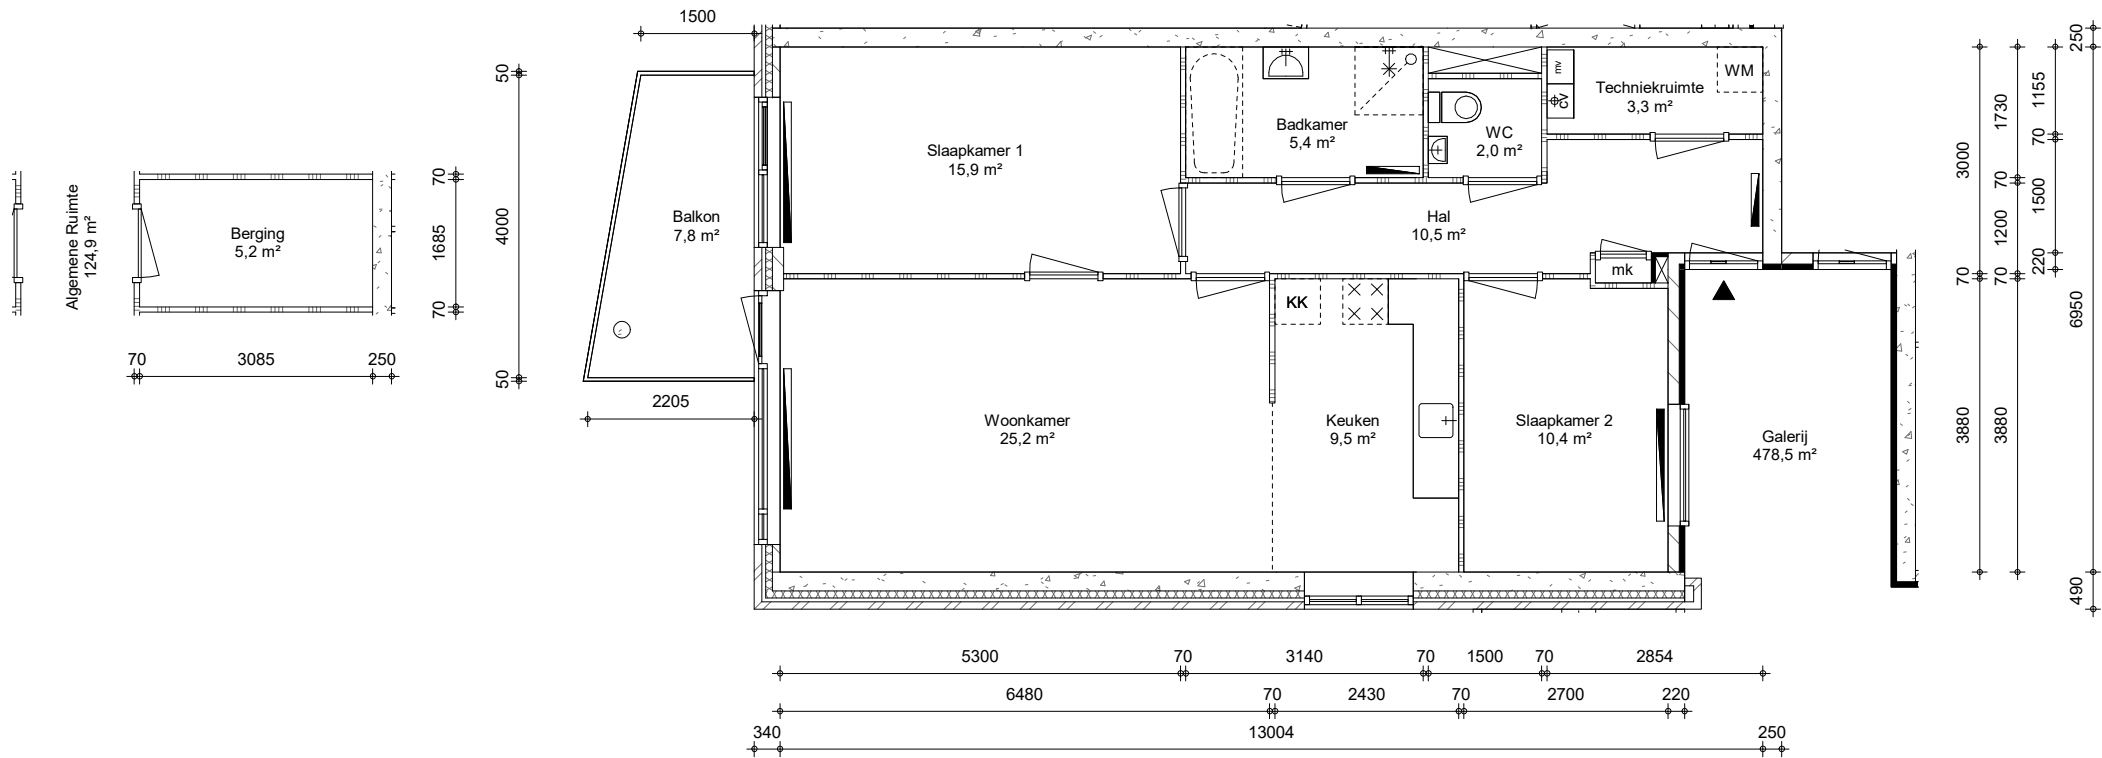 1500
50
4000
50
2205
Algemene Ruimte
124,9 m²
Berging
5,2 m²
70
1685
70
70
3085
250
Balkon
7,8 m²
Slaapkamer 1
15,9 m²
Badkamer
5,4 m²
WC
2,0 m²
mv
CV
Techniekruimte
3,3 m²
WM
Hal
10,5 m²
mk
KK
Woonkamer
25,2 m²
Keuken
9,5 m²
Slaapkamer 2
10,4 m²
Galerij
478,5 m²
3000
70
3880
1730
70
1200
70
3880
1155
70
1500
220
250
6950
490
5300
70
3140
70
1500
70
2854
6480
70
2430
70
2700
220
340
13004
250